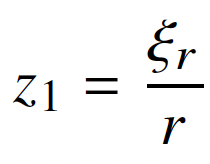 z₁ = ξᵣ / r